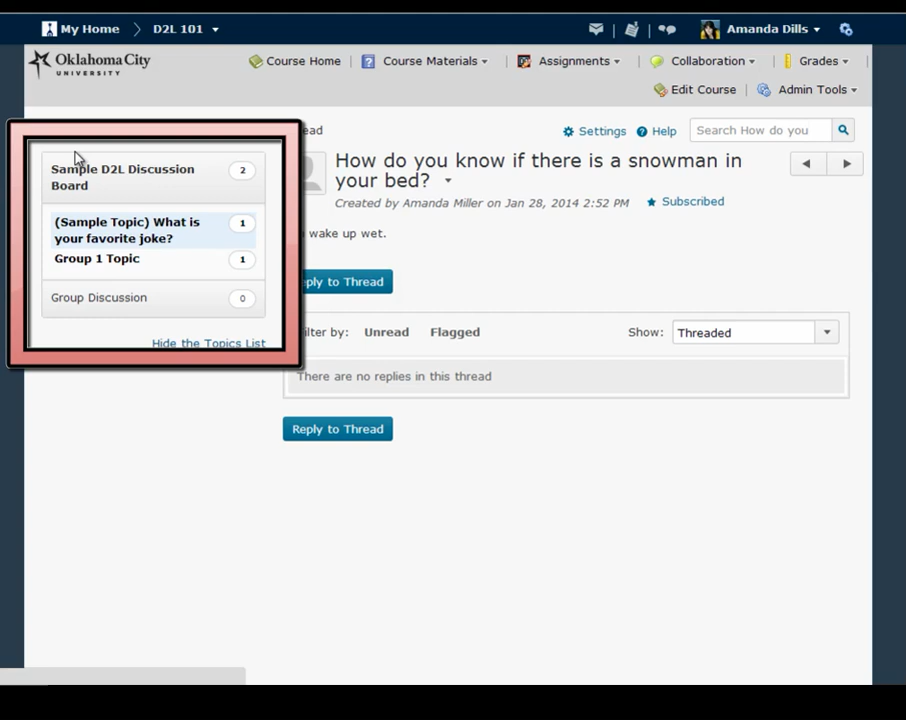 My Home
D2L 101
Amanda Dills
Oklahoma City
UNIVERSITY
Course Home
Course Materials
Assignments
Collaboration
Grades
Edit Course
Admin Tools
ead
Settings
Help
Search How do you
Sample D2L Discussion
Board
2
(Sample Topic) What is
your favorite joke?
1
Group 1 Topic
1
Group Discussion
0
Hide the Topics List
How do you know if there is a snowman in
your bed?
Created by Amanda Miller on Jan 28, 2014 2:52 PM
Subscribed
wake up wet.
ply to Thread
ilter by:
Unread
Flagged
Show:
Threaded
There are no replies in this thread
Reply to Thread